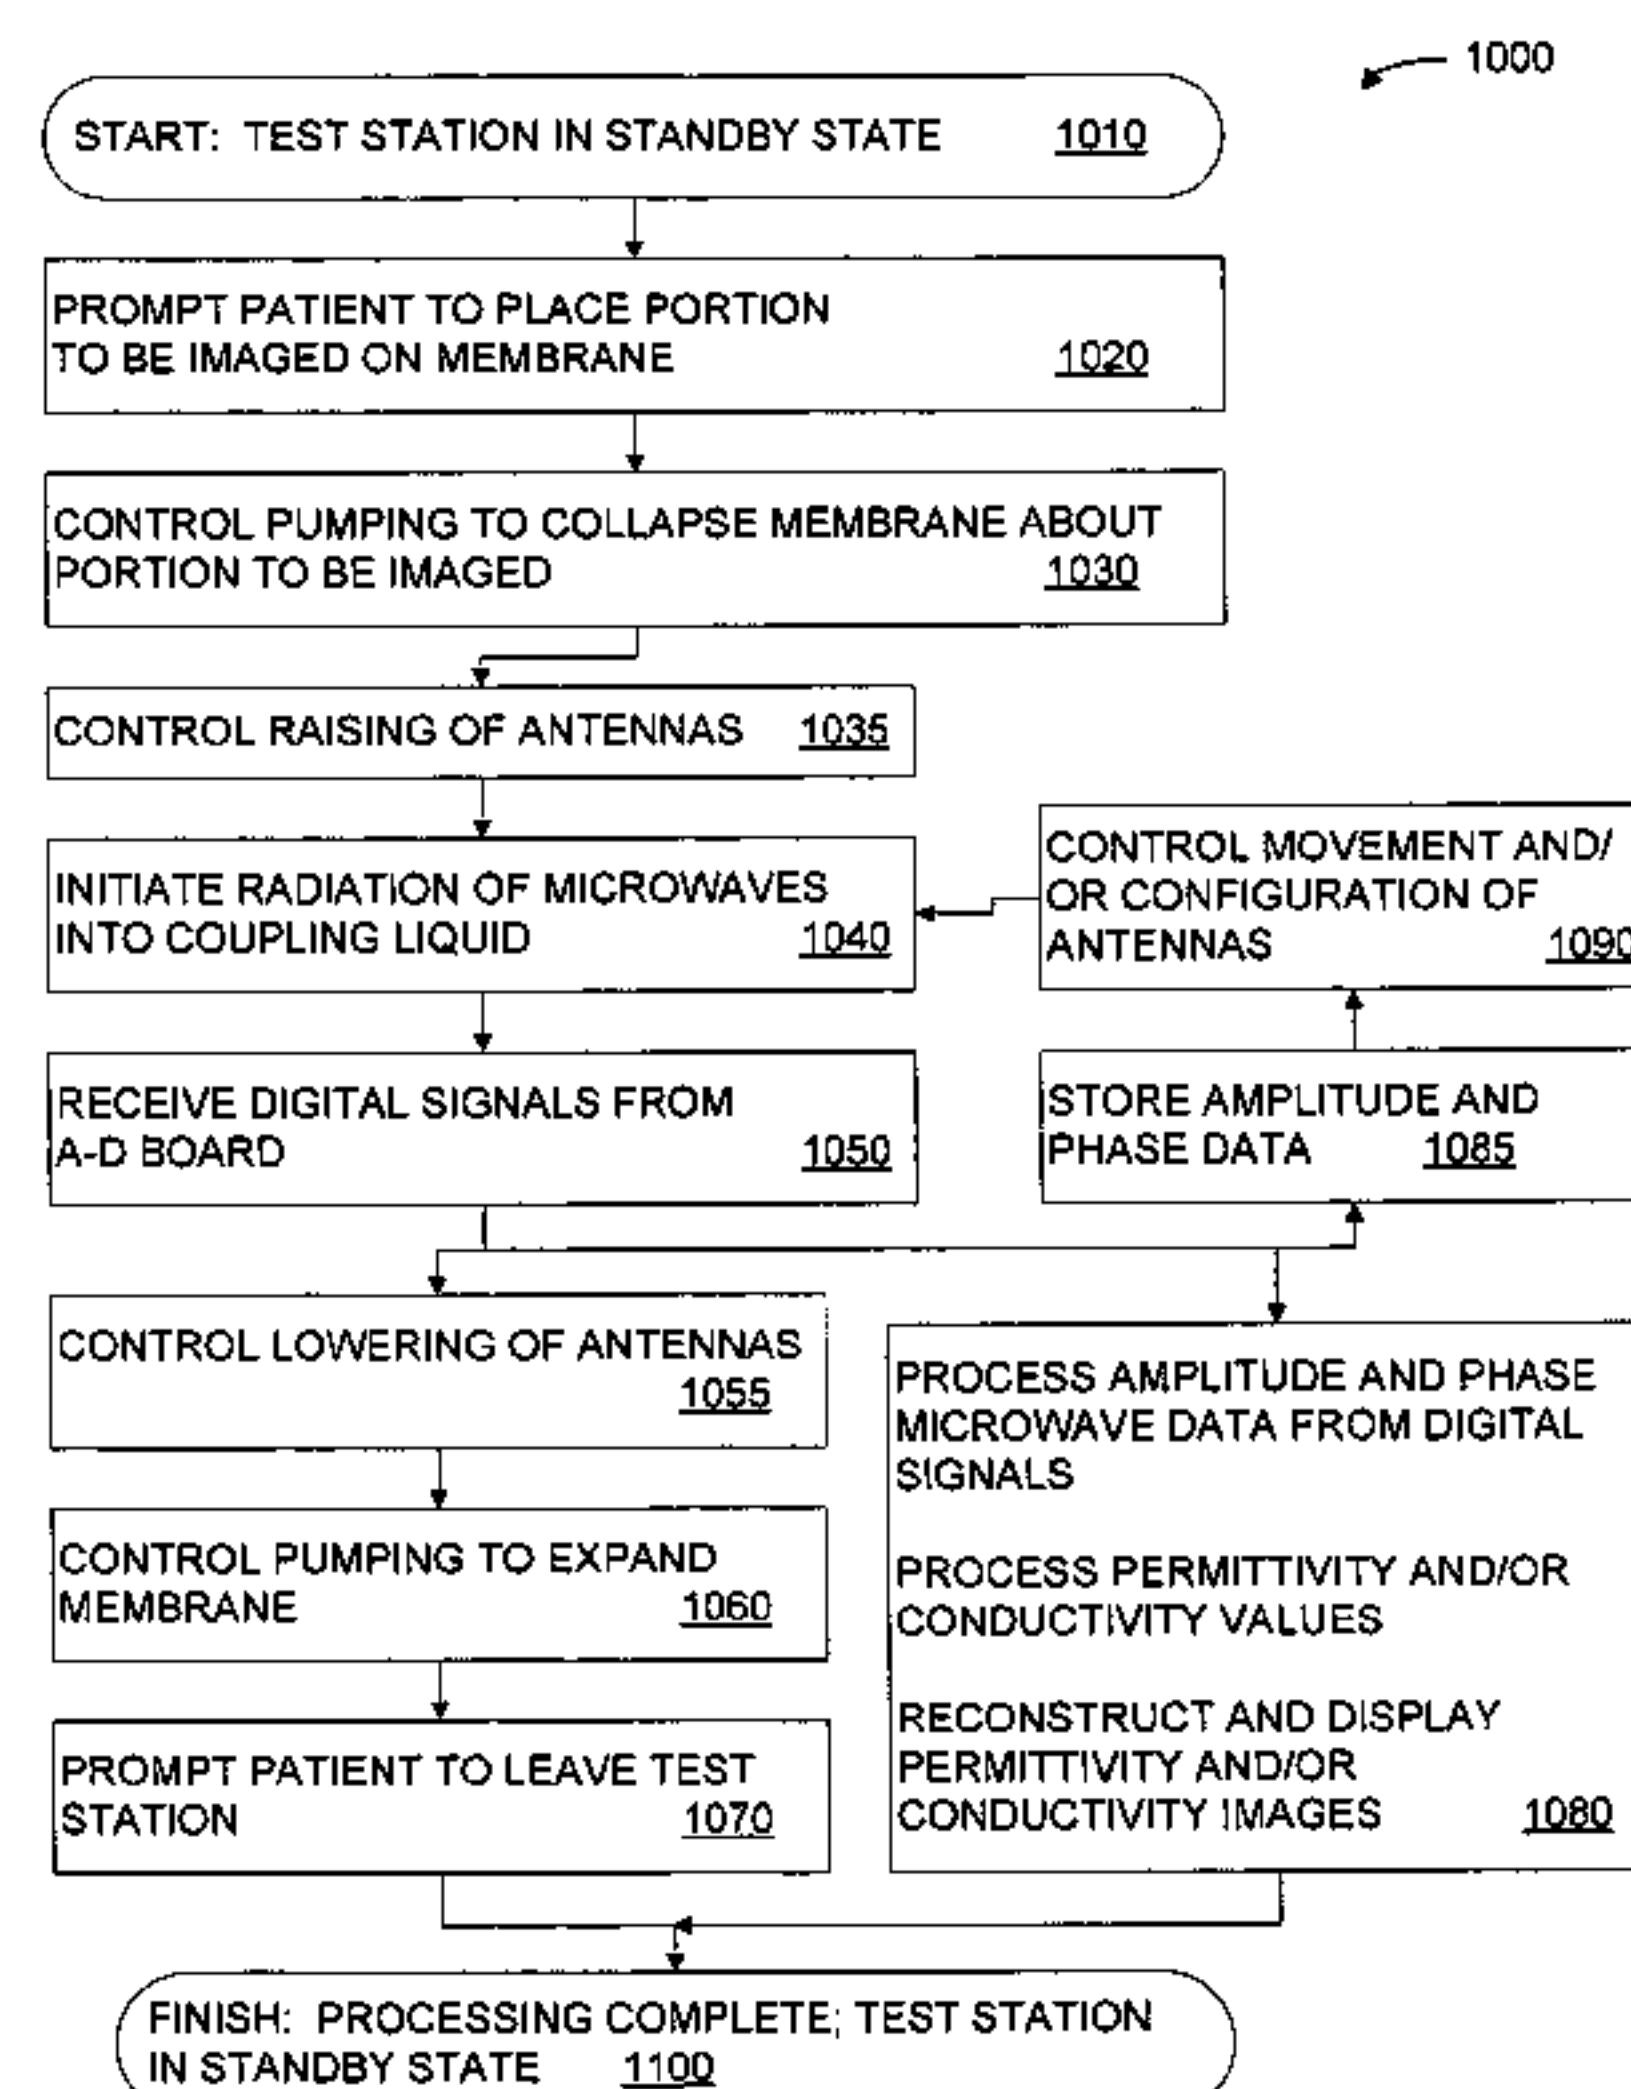 1000
START: TEST STATION IN STANDBY STATE 1010
PROMPT PATIENT TO PLACE PORTION
TO BE IMAGED ON MEMBRANE 1020
CONTROL PUMPING TO COLLAPSE MEMBRANE ABOUT
PORTION TO BE IMAGED 1030
CONTROL RAISING OF ANTENNAS 1035
INITIATE RADIATION OF MICROWAVES
INTO COUPLING LIQUID 1040
CONTROL MOVEMENT AND/
OR CONFIGURATION OF
ANTENNAS 1090
RECEIVE DIGITAL SIGNALS FROM
A-D BOARD 1050
STORE AMPLITUDE AND
PHASE DATA 1085
CONTROL LOWERING OF ANTENNAS
1055
CONTROL PUMPING TO EXPAND
MEMBRANE 1060
PROMPT PATIENT TO LEAVE TEST
STATION 1070
PROCESS AMPLITUDE AND PHASE
MICROWAVE DATA FROM DIGITAL
SIGNALS
PROCESS PERMITTIVITY AND/OR
CONDUCTIVITY VALUES
RECONSTRUCT AND DISPLAY
PERMITTIVITY AND/OR
CONDUCTIVITY IMAGES 1080
FINISH: PROCESSING COMPLETE; TEST STATION
IN STANDBY STATE 1100